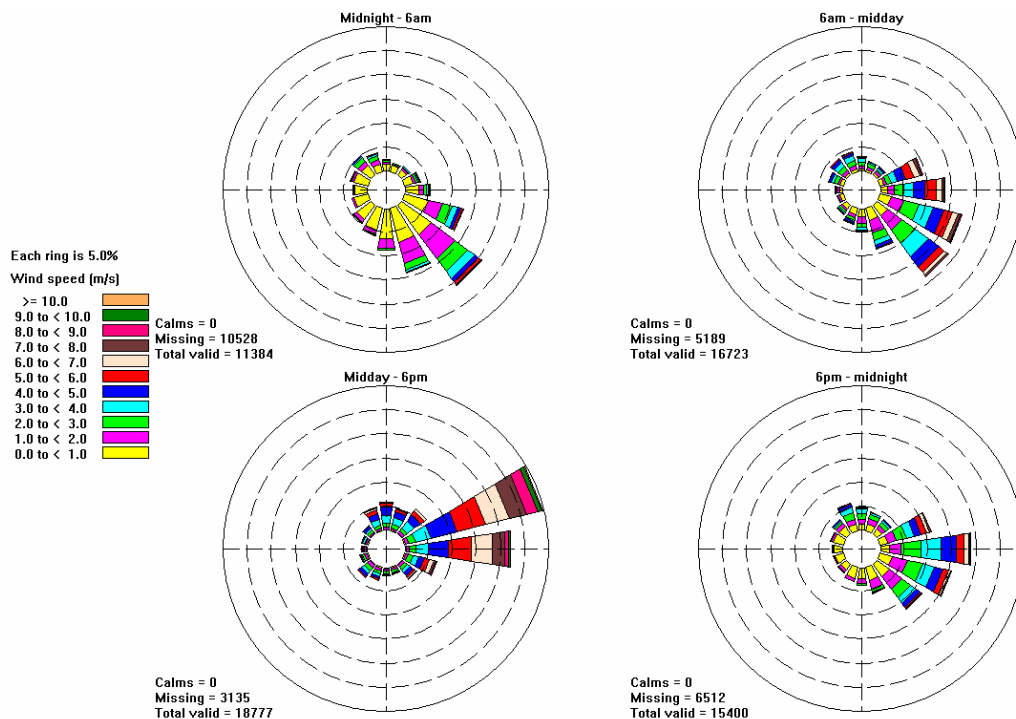 Midnight - 6am
6am - midday
Each ring is 5.0%
Wind speed (m/s)
>= 10.0
9.0 to < 10.0
8.0 to < 9.0
7.0 to < 8.0
6.0 to < 7.0
5.0 to < 6.0
4.0 to < 5.0
3.0 to < 4.0
2.0 to < 3.0
1.0 to < 2.0
0.0 to < 1.0
Calms = 0
Missing = 10528
Total valid = 11384
Calms = 0
Missing = 5189
Total valid = 16723
Midday - 6pm
6pm - midnight
Calms = 0
Missing = 3135
Total valid = 18777
Calms = 0
Missing = 6512
Total valid = 15400